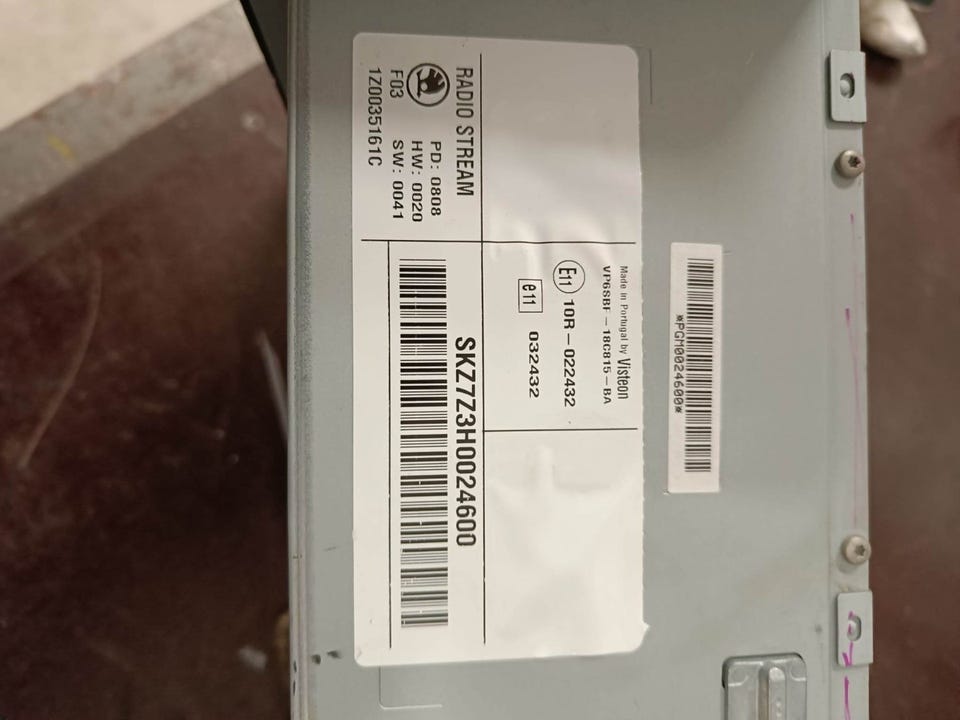 Made in Portugal by Visteon
VP6SBF-18C815-BA
E11 10R-022432
e11 032432
RADIO STREAM
PD: 0808
HW: 0020
F03 SW: 0041
1Z0035161C
SKZ7Z3H0024600
*PGM0024600*